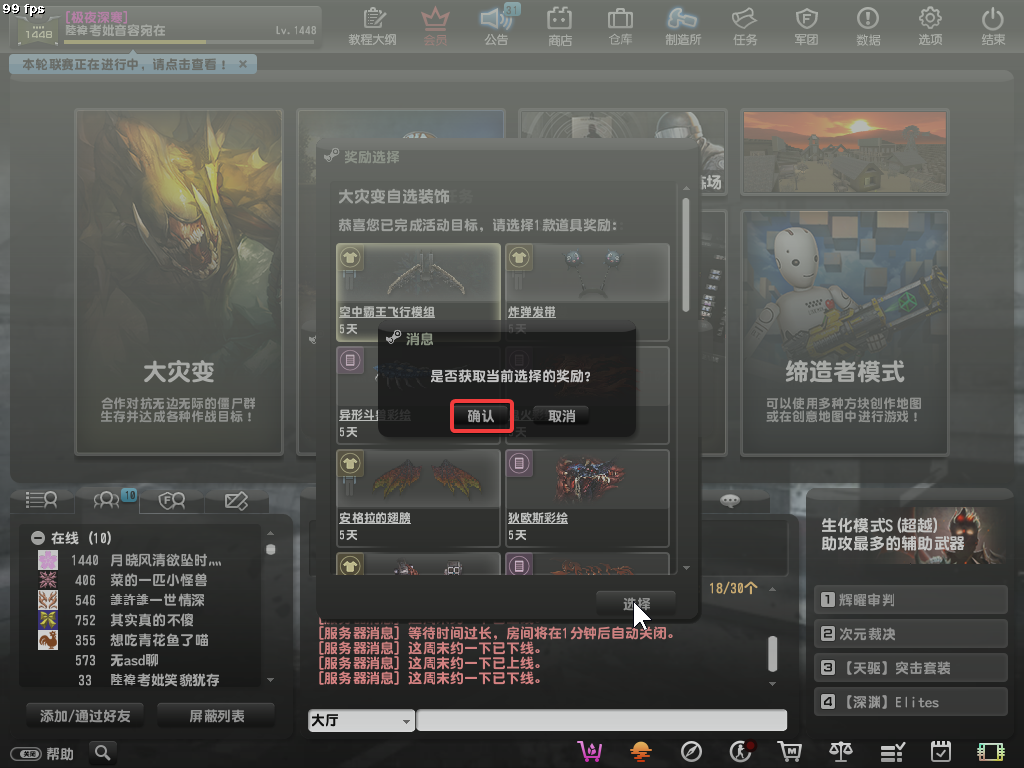 99 fps
[极夜深寒]
1448
陸褘耂妣嗇容宛在
Lv. 1448
教程大纲
会员
31
公告
商店
仓库
制造所
任务
军团
数据
选项
结束
本轮联赛正在进行中，请点击查看！ ×
大灾变
合作对抗无边无际的僵尸群
生存并达成各种作战目标！
练场
缔造者模式
可以使用多种方块创作地图
或在创意地图中进行游戏！
奖励选择
大灾变自选装饰
恭喜您已完成活动目标，请选择1款道具奖励：
空中霸王飞行模组
5天
炸弹发带
5天
异形斗兽彩绘
5天
安格拉的翅膀
5天
狄欧斯彩绘
5天
选择
消息
是否获取当前选择的奖励?
确认
取消
10
在线 (10)
1440 月晓风清欲坠时灬
406 菜的一匹小怪兽
546 誰許誰一世情深
752 其实真的不傻
355 想吃青花鱼了喵
573 无asd聊
33 陸褘耂妣笑貌犹存
添加/通过好友
屏蔽列表
18/30个
[服务器消息] 等待时间过长，房间将在1分钟后自动关闭。
[服务器消息] 这周末约一下已下线。
[服务器消息] 这周末约一下已上线。
[服务器消息] 这周末约一下已下线。
大厅
生化模式S(超越)
助攻最多的辅助武器
1 辉曜审判
2 次元裁决
3 【天驱】突击套装
4 【深渊】Elites
关闭 帮助